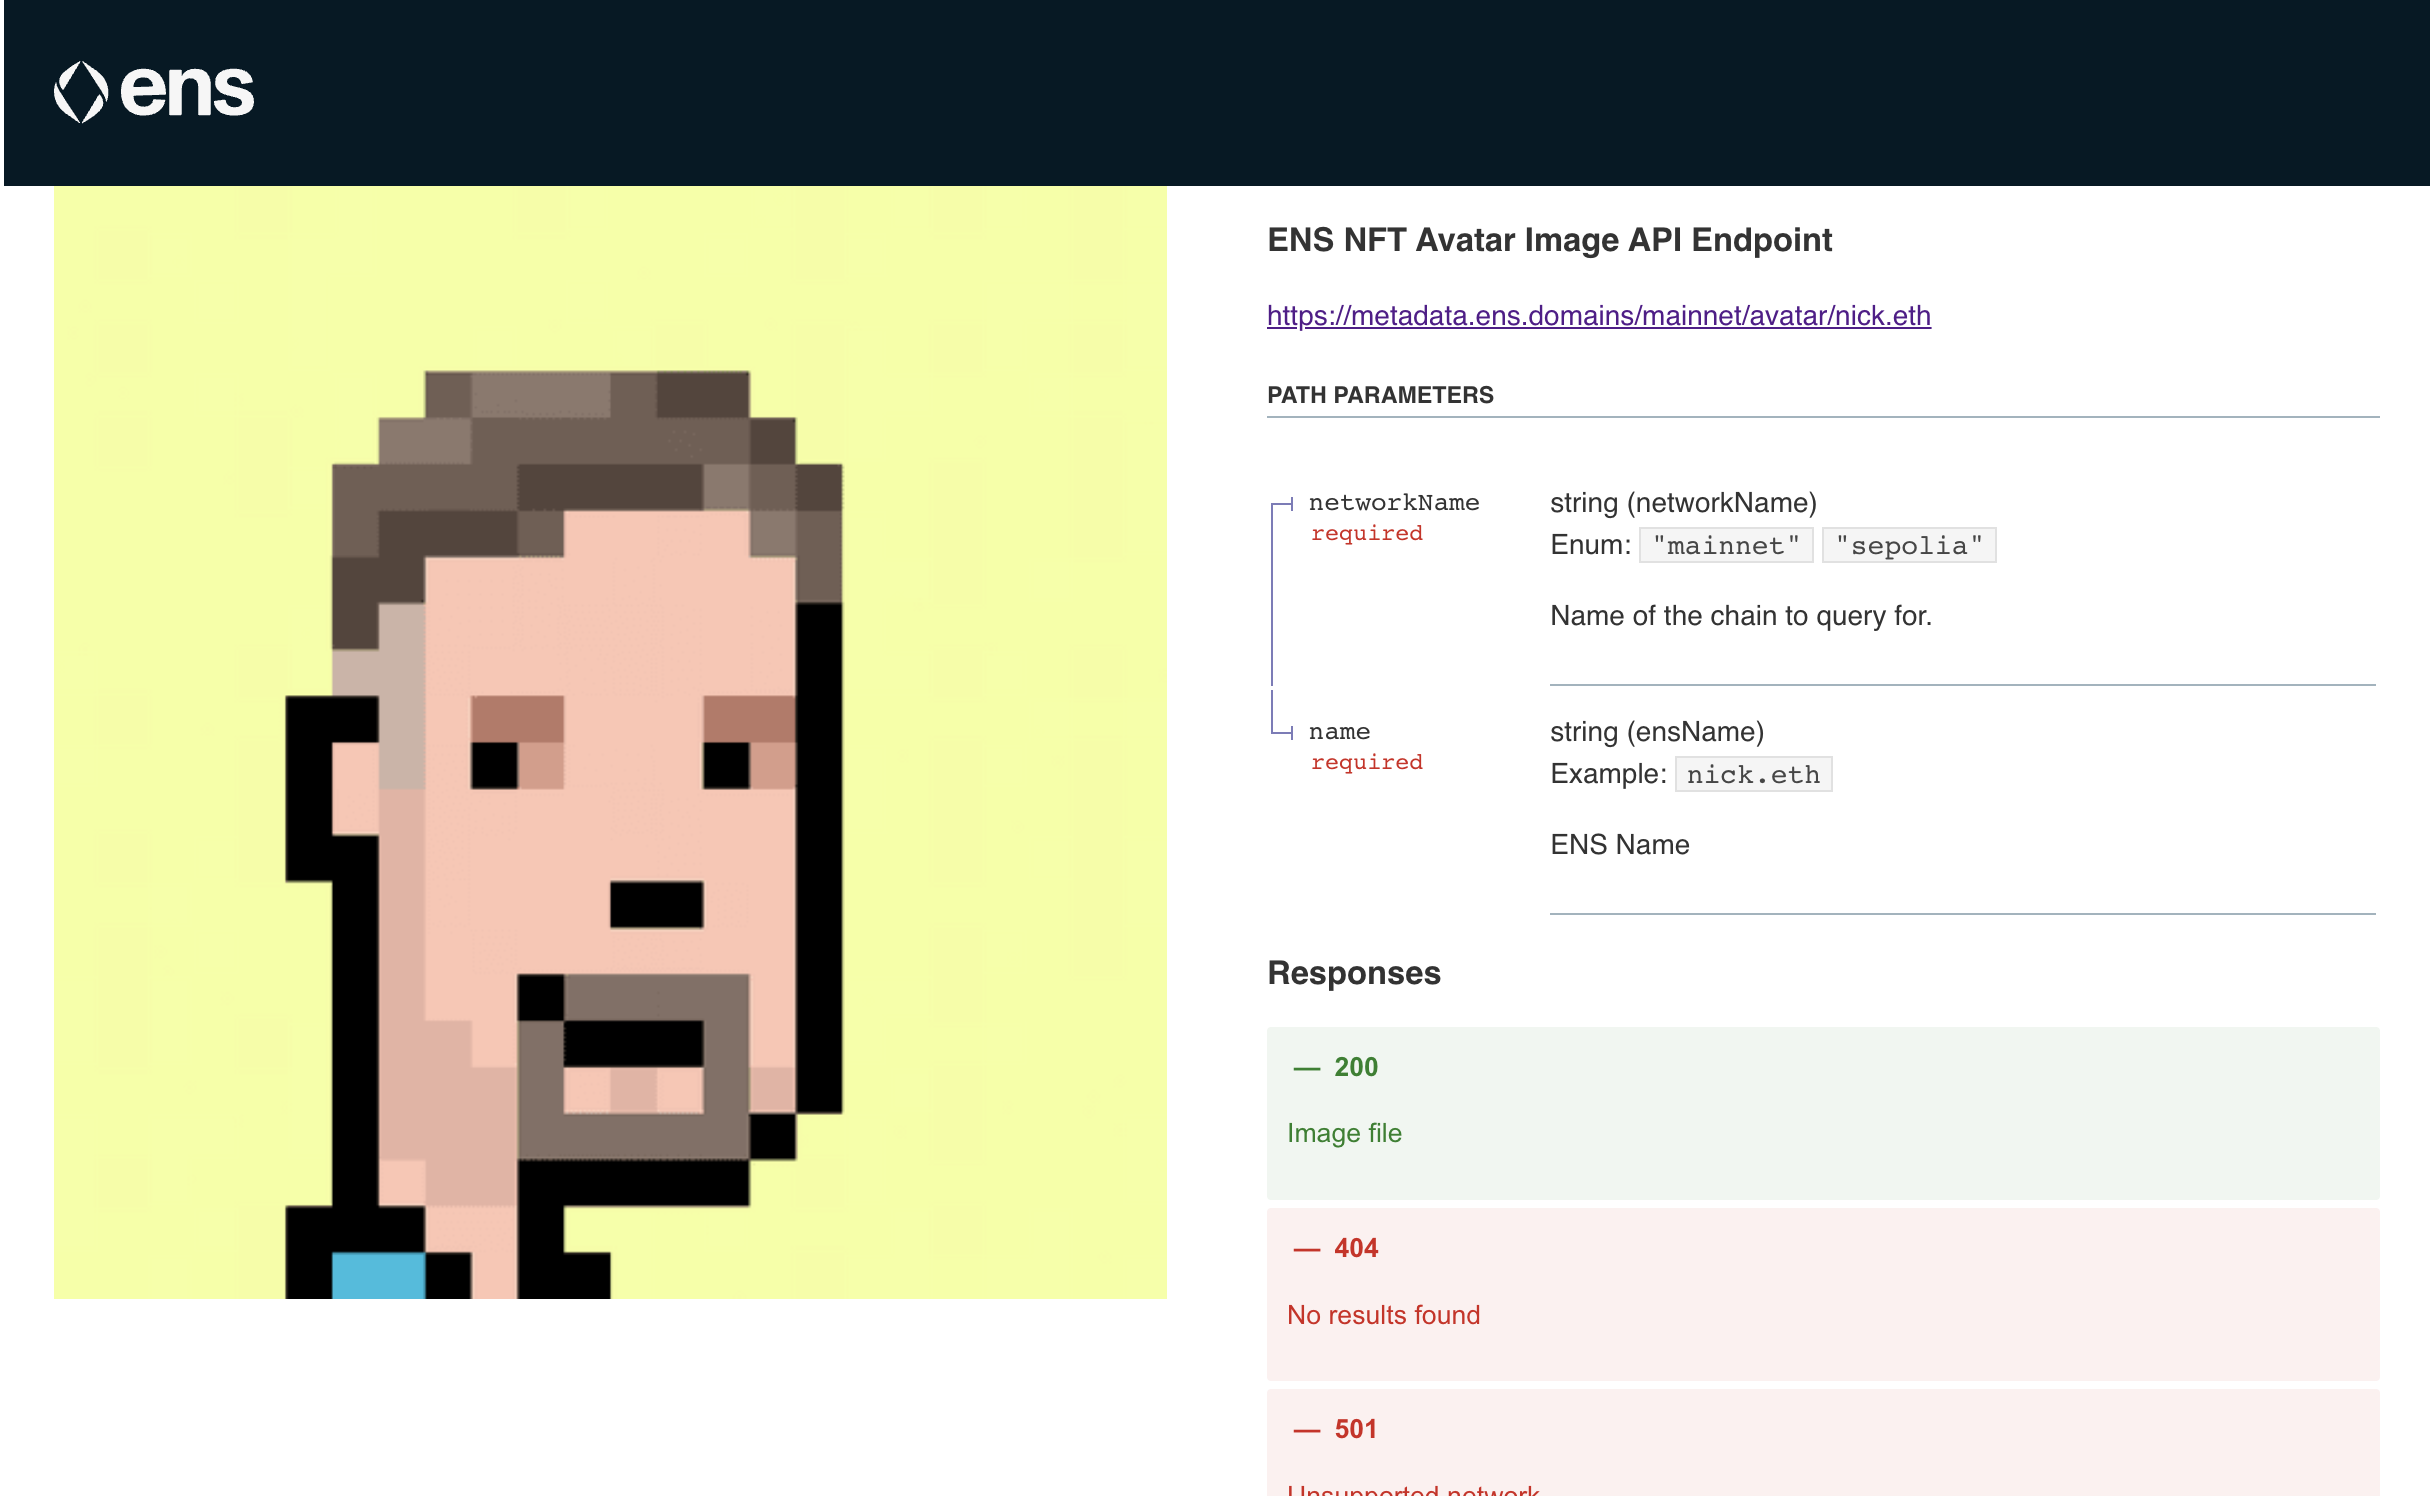 ens
ENS NFT Avatar Image API Endpoint
https://metadata.ens.domains/mainnet/avatar/nick.eth
PATH PARAMETERS
networkName
required
string (networkName)
Enum: "mainnet" "sepolia"
Name of the chain to query for.
name
required
string (ensName)
Example: nick.eth
ENS Name
Responses
— 200
Image file
— 404
No results found
— 501
Unsupported network